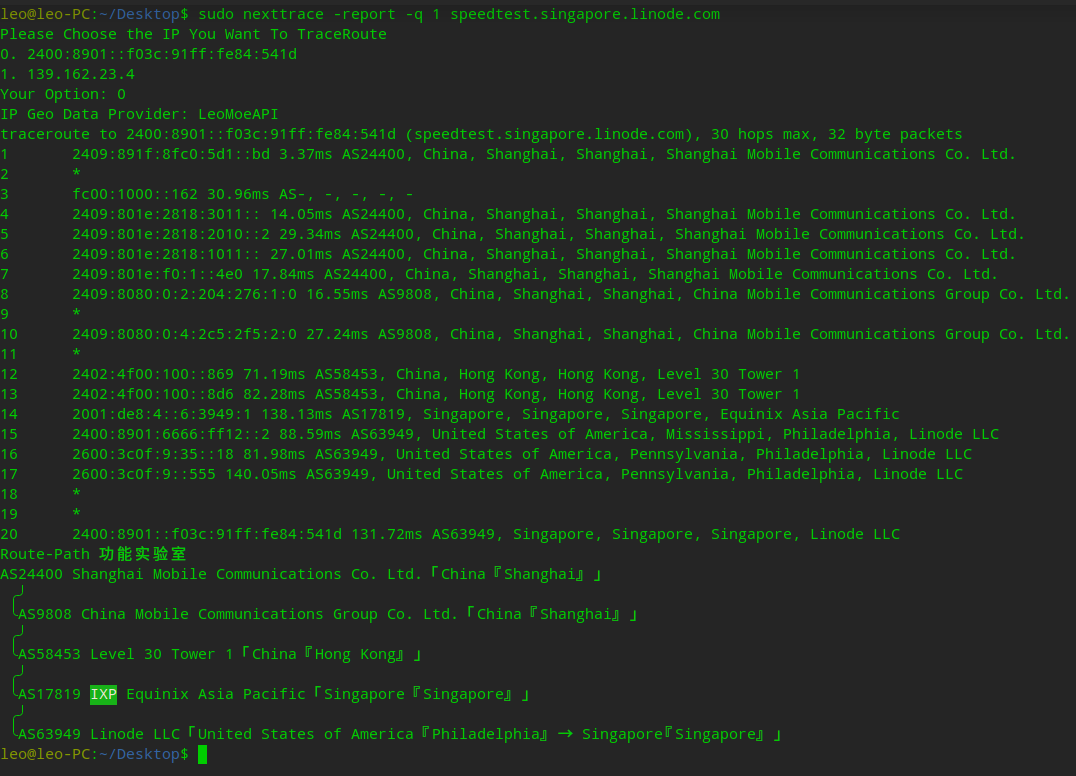 leo@leo-PC:~/Desktop$ sudo nexttrace -report -q 1 speedtest.singapore.linode.com
Please Choose the IP You Want To TraceRoute
0. 2400:8901::f03c:91ff:fe84:541d
1. 139.162.23.4
Your Option: 0
IP Geo Data Provider: LeoMoeAPI
traceroute to 2400:8901::f03c:91ff:fe84:541d (speedtest.singapore.linode.com), 30 hops max, 32 byte packets
1 2409:891f:8fc0:5d1::bd 3.37ms AS24400, China, Shanghai, Shanghai, Shanghai Mobile Communications Co. Ltd.
2 *
3 fc00:1000::162 30.96ms AS-, -, -, -, -
4 2409:801e:2818:3011:: 14.05ms AS24400, China, Shanghai, Shanghai, Shanghai Mobile Communications Co. Ltd.
5 2409:801e:2818:2010::2 29.34ms AS24400, China, Shanghai, Shanghai, Shanghai Mobile Communications Co. Ltd.
6 2409:801e:2818:1011:: 27.01ms AS24400, China, Shanghai, Shanghai, Shanghai Mobile Communications Co. Ltd.
7 2409:801e:f0:1::4e0 17.84ms AS24400, China, Shanghai, Shanghai, Shanghai Mobile Communications Co. Ltd.
8 2409:8080:0:2:204:276:1:0 16.55ms AS9808, China, Shanghai, Shanghai, China Mobile Communications Group Co. Ltd.
9 *
10 2409:8080:0:4:2c5:2f5:2:0 27.24ms AS9808, China, Shanghai, Shanghai, China Mobile Communications Group Co. Ltd.
11 *
12 2402:4f00:100::869 71.19ms AS58453, China, Hong Kong, Hong Kong, Level 30 Tower 1
13 2402:4f00:100::8d6 82.28ms AS58453, China, Hong Kong, Hong Kong, Level 30 Tower 1
14 2001:de8:4::6:3949:1 138.13ms AS17819, Singapore, Singapore, Singapore, Equinix Asia Pacific
15 2400:8901:6666:ff12::2 88.59ms AS63949, United States of America, Mississippi, Philadelphia, Linode LLC
16 2600:3c0f:9:35::18 81.98ms AS63949, United States of America, Pennsylvania, Philadelphia, Linode LLC
17 2600:3c0f:9::555 140.05ms AS63949, United States of America, Pennsylvania, Philadelphia, Linode LLC
18 *
19 *
20 2400:8901::f03c:91ff:fe84:541d 131.72ms AS63949, Singapore, Singapore, Singapore, Linode LLC
Route-Path 功能实验室
AS24400 Shanghai Mobile Communications Co. Ltd.「China『Shanghai』」
AS9808 China Mobile Communications Group Co. Ltd.「China『Shanghai』」
AS58453 Level 30 Tower 1「China『Hong Kong』」
AS17819 IXP Equinix Asia Pacific「Singapore『Singapore』」
AS63949 Linode LLC「United States of America『Philadelphia』→ Singapore『Singapore』」
leo@leo-PC:~/Desktop$